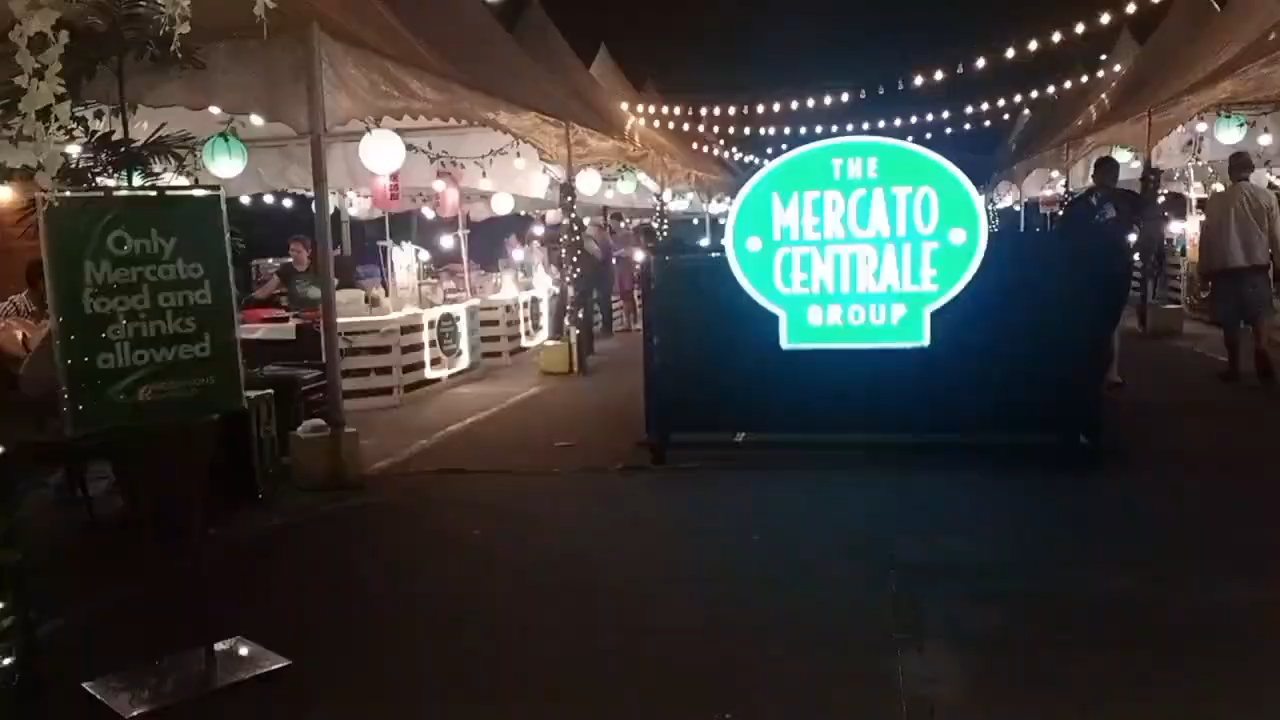 Only
Mercato
food and
drinks
allowed
THE
MERCATO
CENTRALE
GROUP